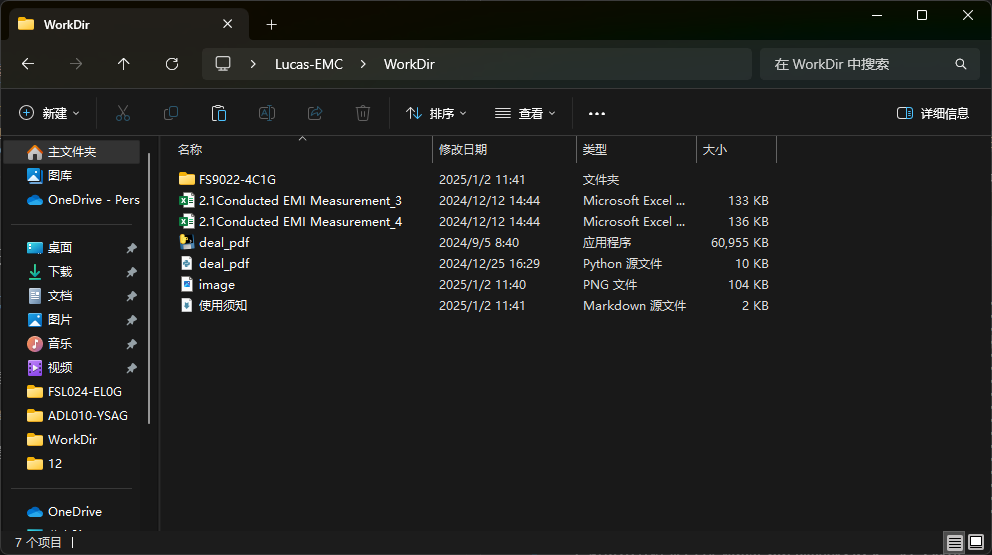 WorkDir
Lucas-EMC WorkDir
在 WorkDir 中搜索
新建 排序 查看 详细信息
名称 修改日期 类型 大小
主文件夹
图库
OneDrive - Pers
桌面
下载
文档
图片
音乐
视频
FSL024-EL0G
ADL010-YSAG
WorkDir
12
OneDrive
FS9022-4C1G 2025/1/2 11:41 文件夹
2.1Conducted EMI Measurement_3 2024/12/12 14:44 Microsoft Excel ... 133 KB
2.1Conducted EMI Measurement_4 2024/12/12 14:44 Microsoft Excel ... 136 KB
deal_pdf 2024/9/5 8:40 应用程序 60,955 KB
deal_pdf 2024/12/25 16:29 Python 源文件 10 KB
image 2025/1/2 11:40 PNG 文件 104 KB
使用须知 2025/1/2 11:41 Markdown 源文件 2 KB
7 个项目